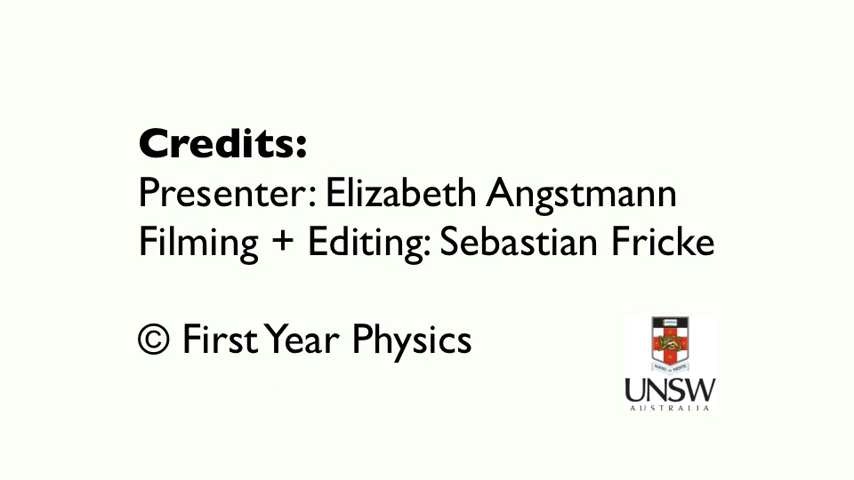 Credits:
Presenter: Elizabeth Angstmann
Filming + Editing: Sebastian Fricke
© First Year Physics
UNSW
AUSTRALIA